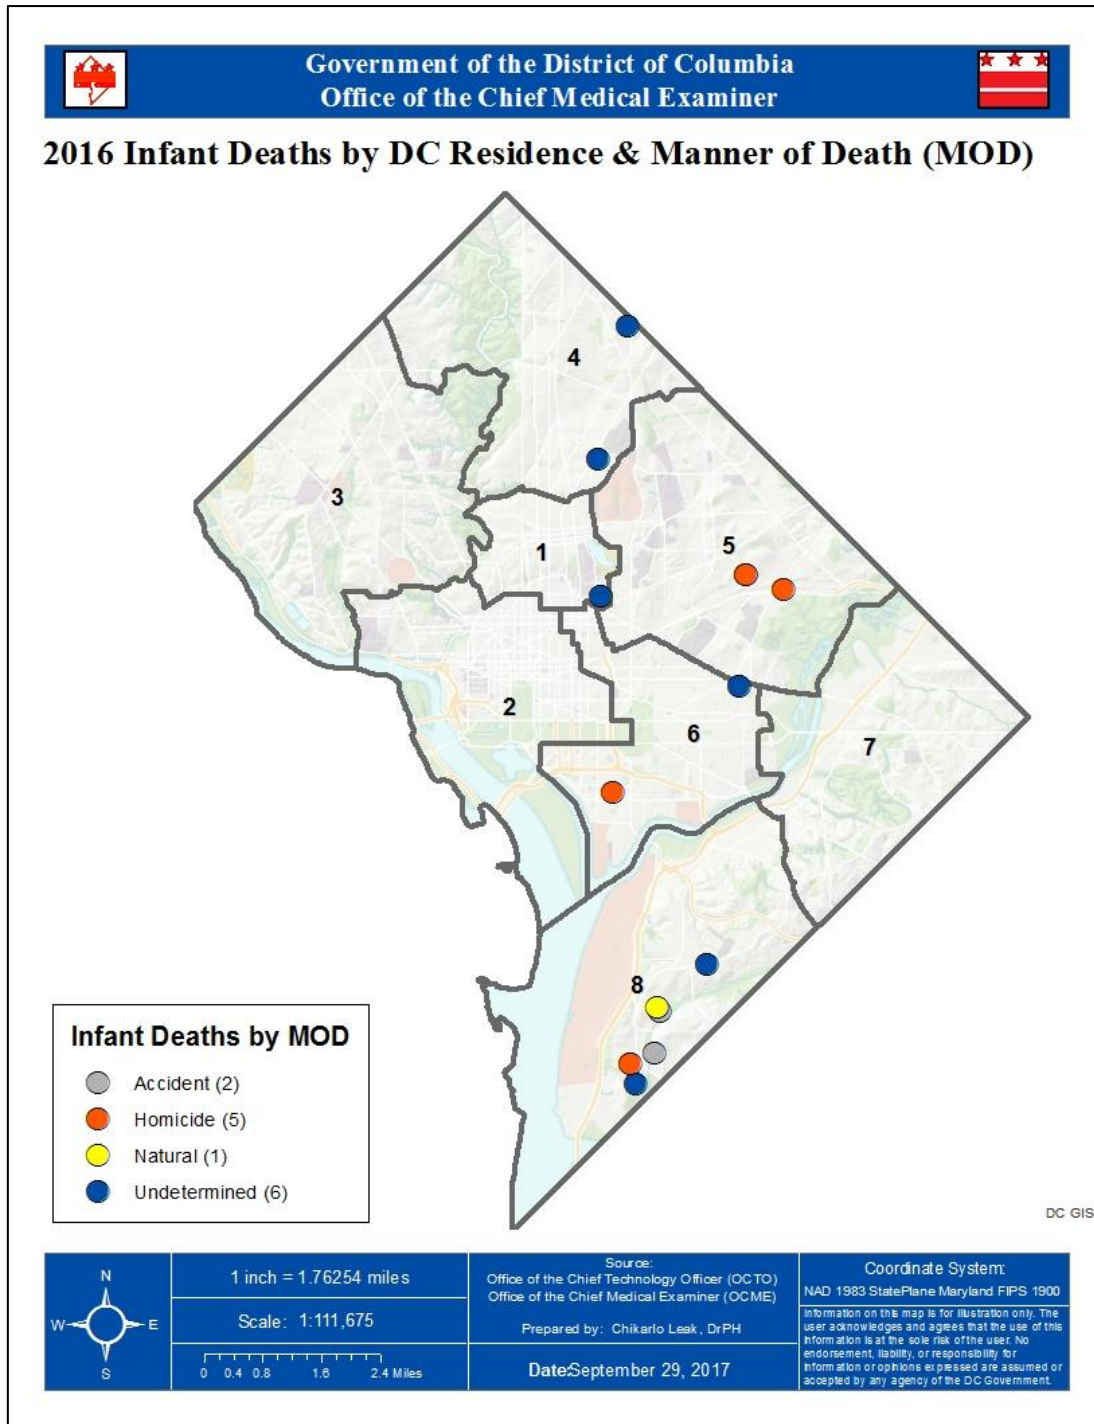 Government of the District of Columbia
Office of the Chief Medical Examiner
2016 Infant Deaths by DC Residence & Manner of Death (MOD)
4
3
1
5
2
6
7
8
Infant Deaths by MOD
Accident (2)
Homicide (5)
Natural (1)
Undetermined (6)
DC GIS
N
W
E
S
1 inch = 1.76254 miles
Scale: 1:111,675
0 0.4 0.8 1.6 2.4 Miles
Source:
Office of the Chief Technology Officer (OCTO)
Office of the Chief Medical Examiner (OCME)
Prepared by: Chikarlo Leak, DrPH
Date:September 29, 2017
Coordinate System:
NAD 1983 StatePlane Maryland FIPS 1900
Information on this map is for illustration only. The
user acknowledges and agrees that the use of this
information is at the sole risk of the user. No
endorsement, liability, or responsibility for
information or opinions expressed are assumed or
accepted by any agency of the DC Government.